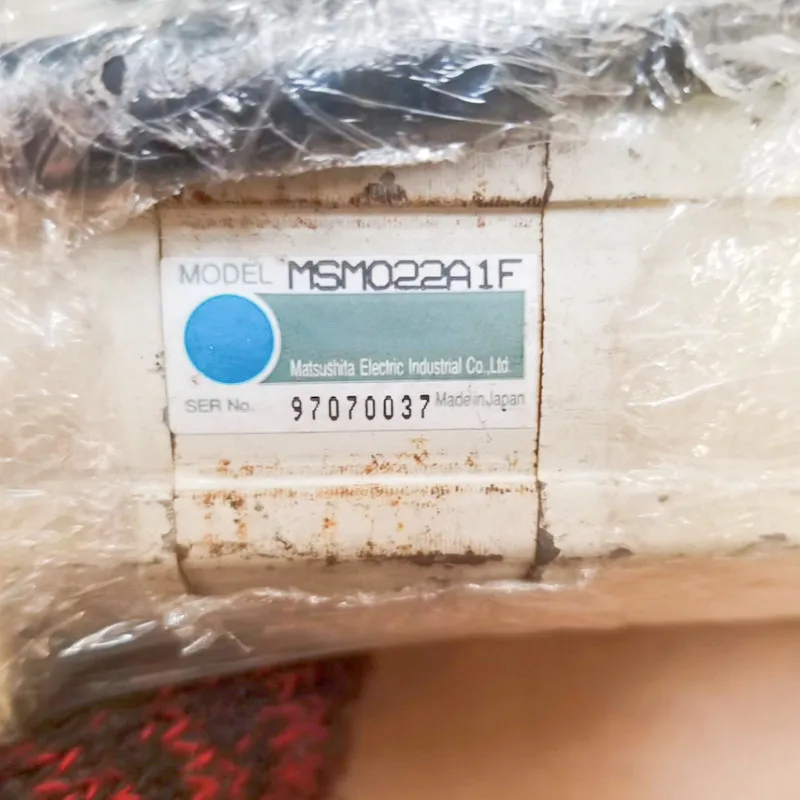 MODEL MSM022A1F
Matsushita Electric Industrial Co.,Ltd.
SER No. 97070037 Made in Japan